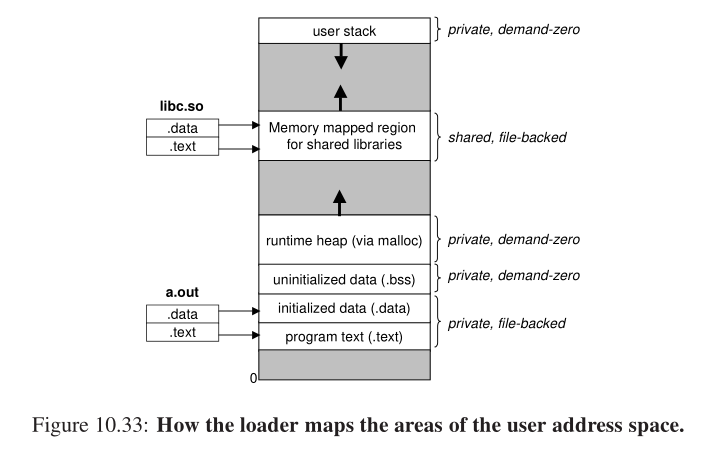 user stack
private, demand-zero
libc.so
.data
.text
Memory mapped region
for shared libraries
shared, file-backed
runtime heap (via malloc)
private, demand-zero
uninitialized data (.bss)
private, demand-zero
a.out
.data
.text
initialized data (.data)
program text (.text)
private, file-backed
0
Figure 10.33: How the loader maps the areas of the user address space.